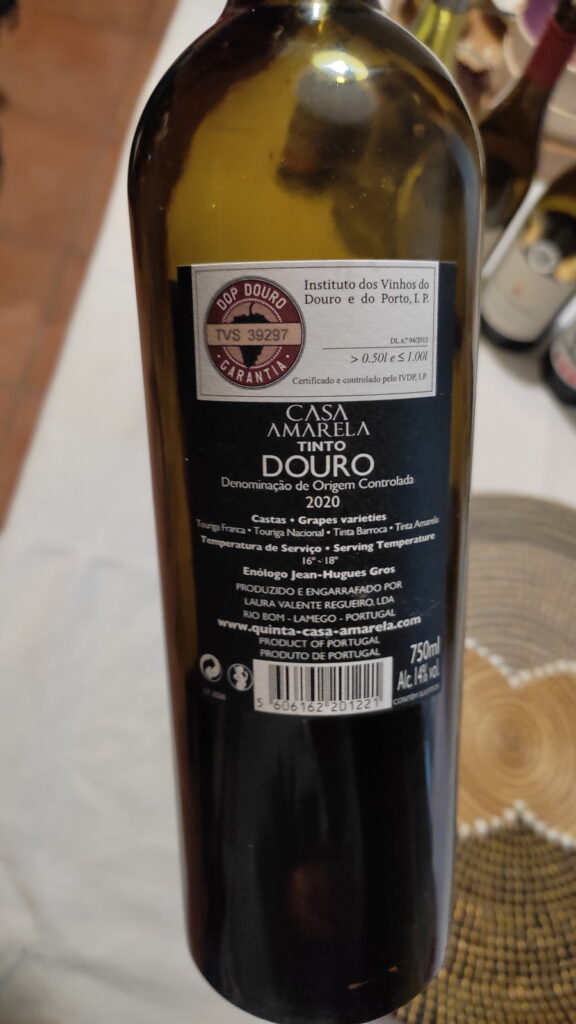 DOP DOURO
TVS 39297
GARANTIA
Instituto dos Vinhos do
Douro e do Porto, I. P.
DL n.º 94/2012
> 0.50l e ≤ 1.00l
Certificado e controlado pelo IVDP, I.P.
CASA
AMARELA
TINTO
DOURO
Denominação de Origem Controlada
2020
Castas • Grapes varieties
Touriga Franca • Touriga Nacional • Tinta Barroca • Tinta Amarela
Temperatura de Serviço • Serving Temperature
16º - 18º
Enólogo Jean-Hugues Gros
PRODUZIDO E ENGARRAFADO POR
LAURA VALENTE REGUEIRO, LDA
RIO BOM - LAMEGO - PORTUGAL
www.quinta-casa-amarela.com
PRODUCT OF PORTUGAL
PRODUTO DE PORTUGAL
750ml
Alc. 14% vol.
5 606162 201221